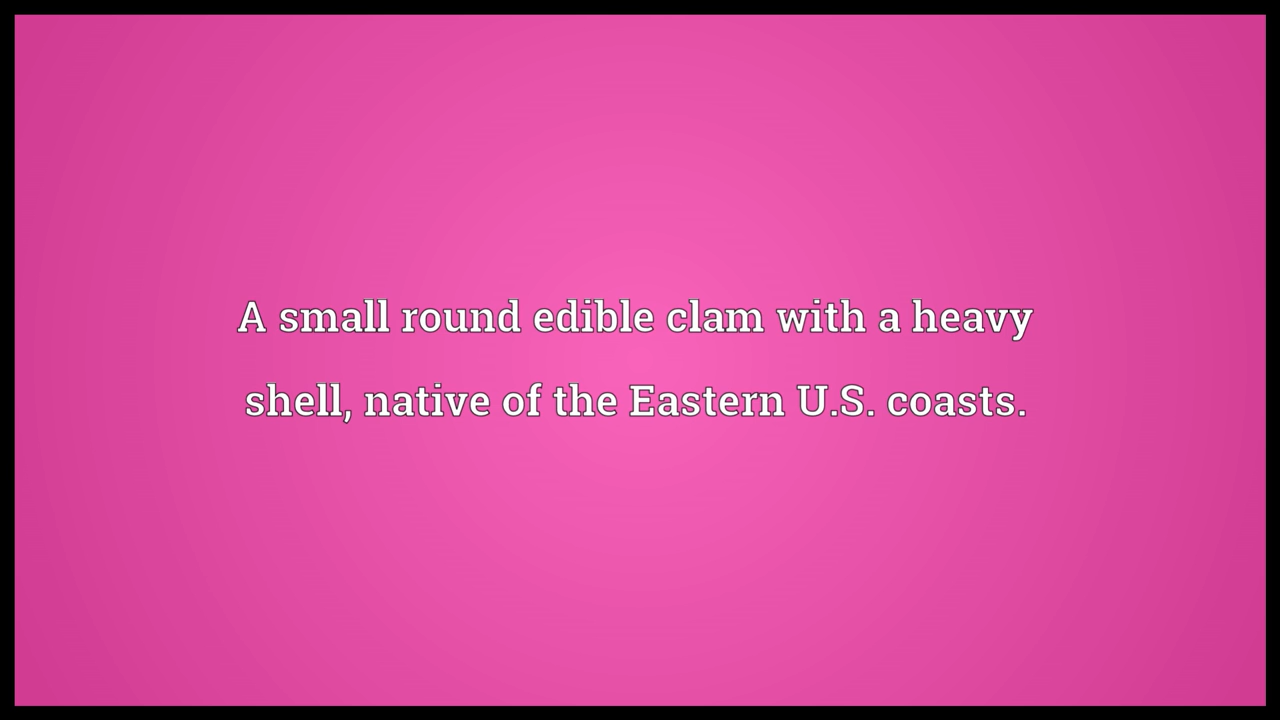 A small round edible clam with a heavy
shell, native of the Eastern U.S. coasts.